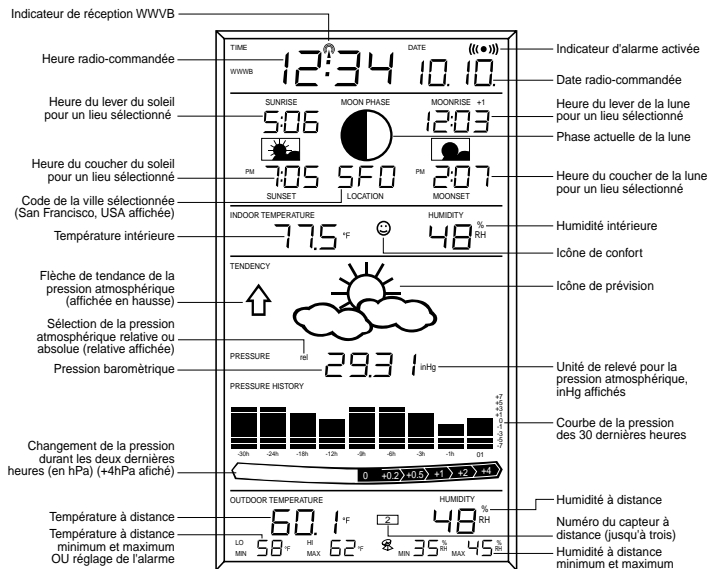 Indicateur de réception WWVB
Heure radio-commandée
Heure du lever du soleil
pour un lieu sélectionné
Heure du coucher du soleil
pour un lieu sélectionné
Code de la ville sélectionnée
(San Francisco, USA affichée)
Température intérieure
Flèche de tendance de la
pression atmosphérique
(affichée en hausse)
Sélection de la pression
atmosphérique relative ou
absolue (relative affichée)
Pression barometrique
Changement de la pression
durant les deux dernières
heures (en hPa) (+4hPa afiché)
Température à distance
Température à distance
minimum et maximum
OU réglage de l'alarme
TIME DATE
WWWB 12:34 10. 10.
SUNRISE MOON PHASE MOONRISE +1
5:06 12:03
PM 7:05 SFO PM 2:07
SUNSET LOCATION MOONSET
INDOOR TEMPERATURE HUMIDITY
77.5 °F 48 % RH
TENDENCY
PRESSURE rel 29.31 inHg
PRESSURE HISTORY
+7
+5
+3
+1
0
-1
-3
-5
-7
-30h -24h -18h -12h -9h -6h -3h -1h 01
0 +0.2 +0.5 +1 +2 +4
OUTDOOR TEMPERATURE HUMIDITY
60.1 °F 2 48 % RH
LO MIN 58 °F HI MAX 62 °F MIN 35 % RH MAX 45 % RH
Indicateur d'alarme activée
Date radio-commandée
Heure du lever de la lune
pour un lieu sélectionné
Phase actuelle de la lune
Heure du coucher de la lune
pour un lieu sélectionné
Humidité intérieure
Icône de confort
Icône de prévision
Unité de relevé pour la
pression atmosphérique,
inHg affichés
Courbe de la pression
des 30 dernières heures
Humidité à distance
Numéro du capteur à
distance (jusqu'à trois)
Humidité à distance
minimum et maximum